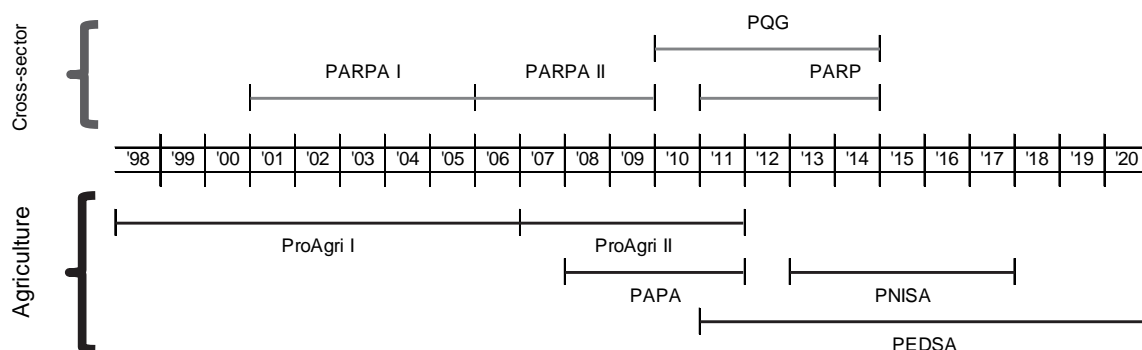 Cross-sector
PQG
PARPA I PARPA II PARP
'98 '99 '00 '01 '02 '03 '04 '05 '06 '07 '08 '09 '10 '11 '12 '13 '14 '15 '16 '17 '18 '19 '20
Agriculture
ProAgri I ProAgri II
PAPA PNISA
PEDSA